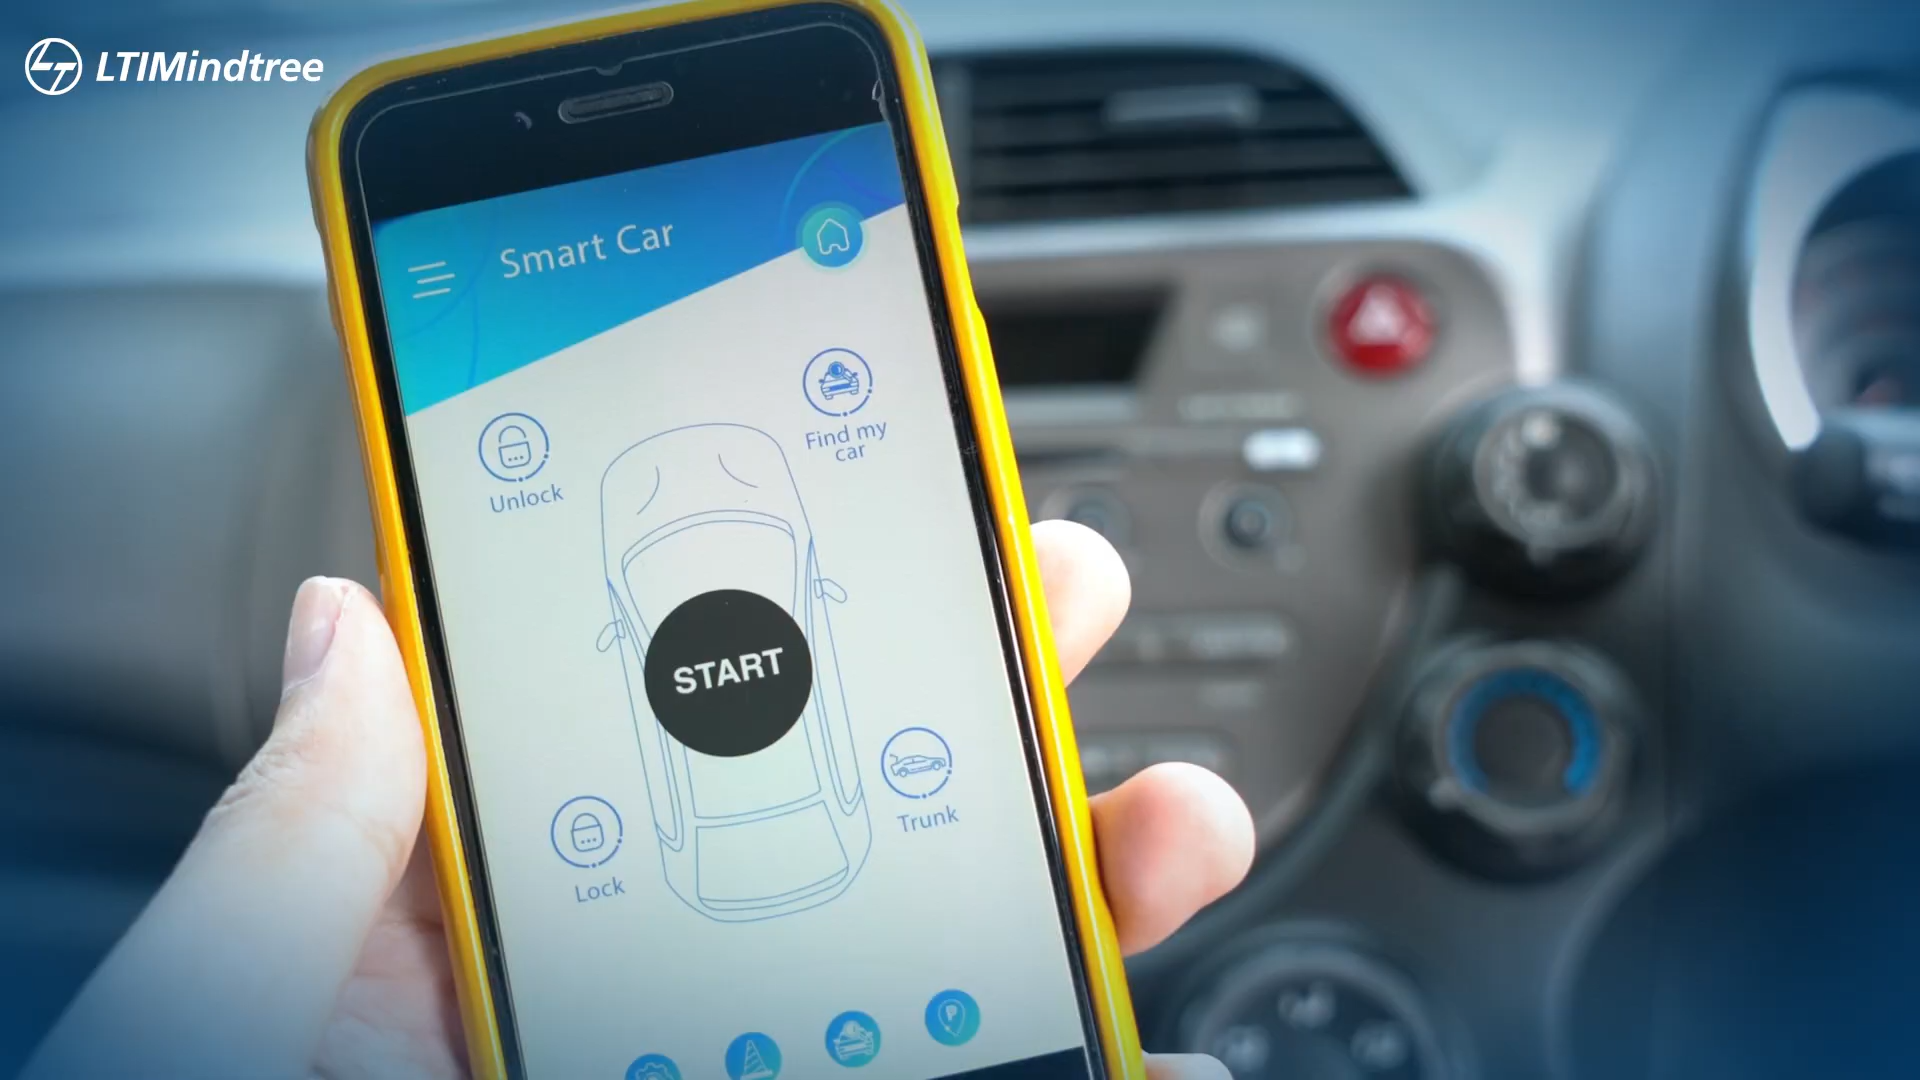 LTIMindtree
Smart Car
Find my
car
Unlock
START
Trunk
Lock
P